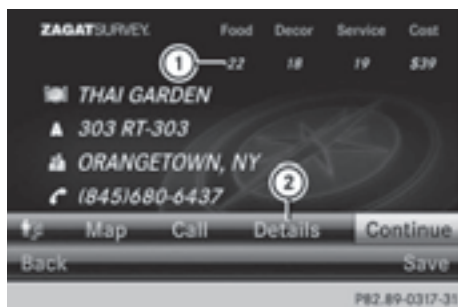 ZAGATSURVEY. Food Decor Service Cost
1 22 18 19 $39
THAI GARDEN
303 RT-303
ORANGETOWN, NY
(845)680-6437
2
Map Call Details Continue
Back Save
P82.89-0317-31